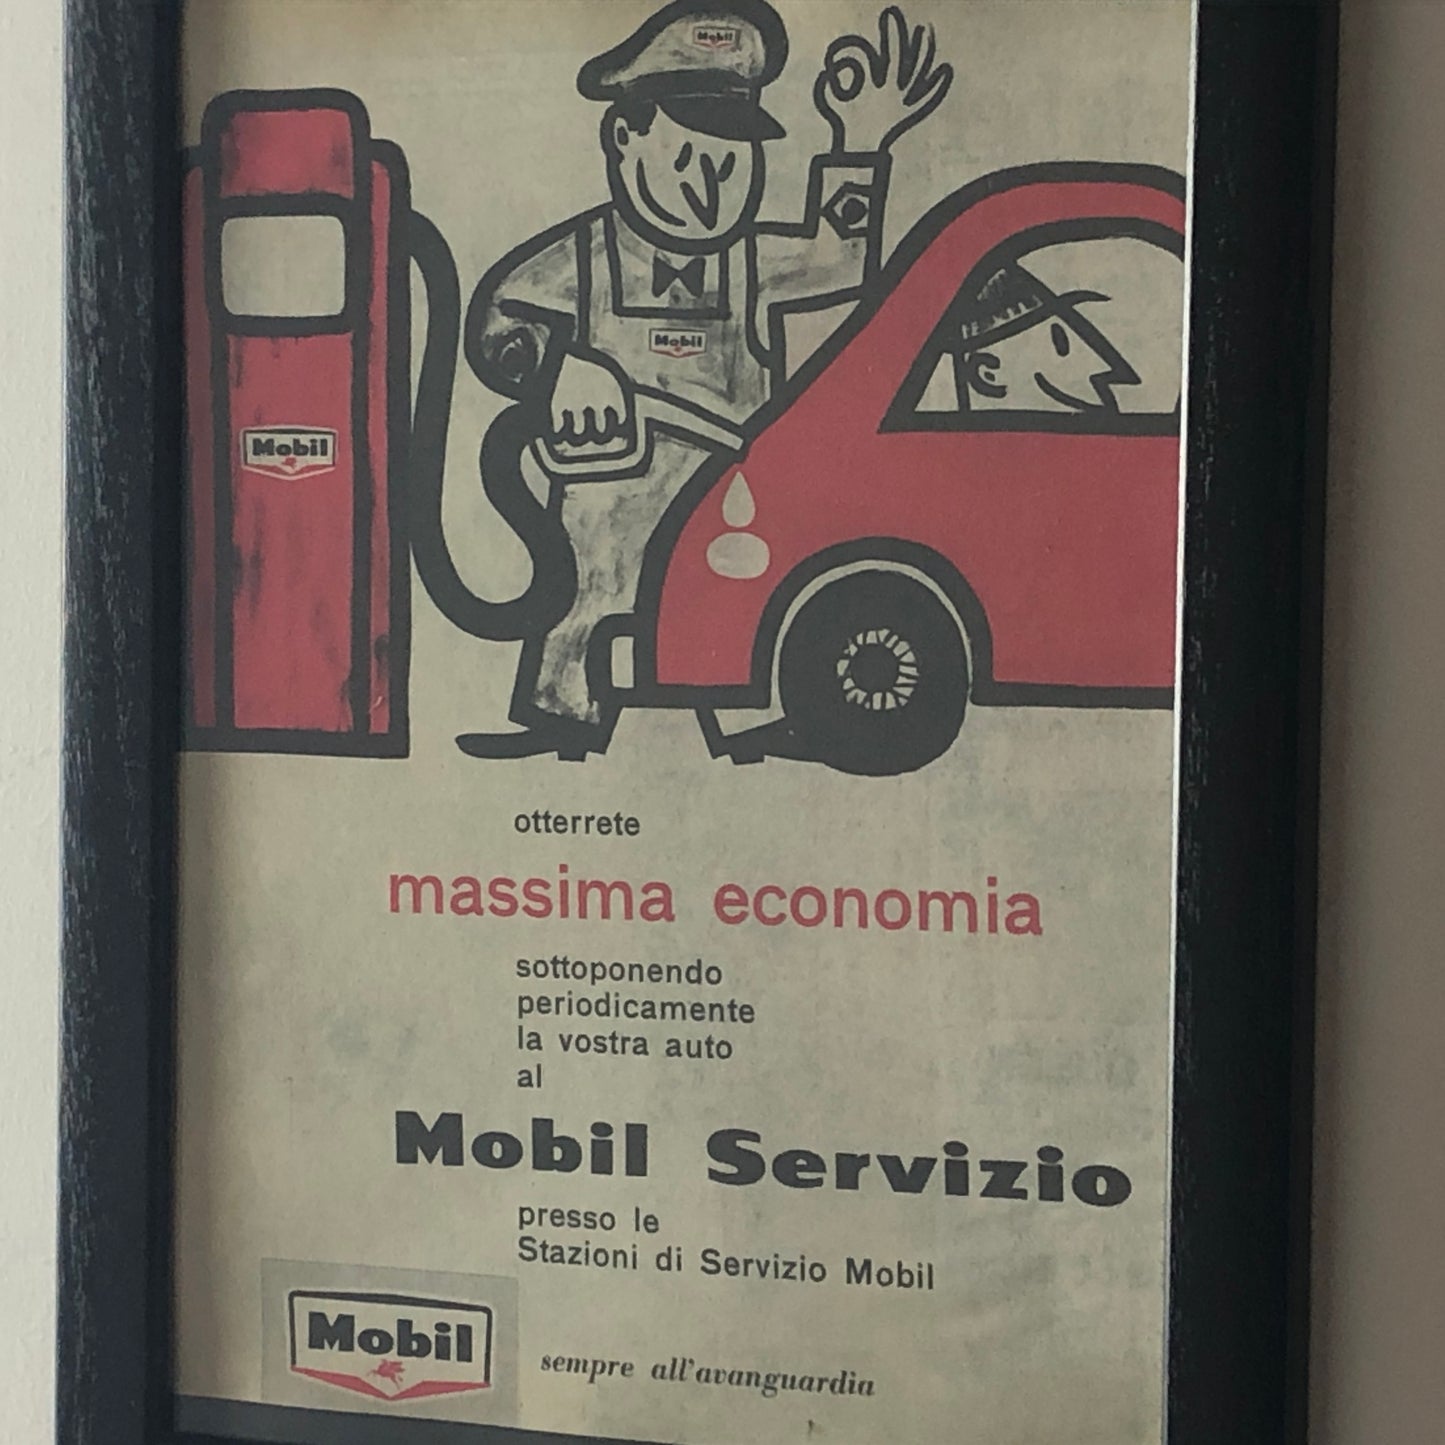 Mobil
Mobil
Mobil
otterrete
massima economia
sottoponendo
periodicamente
la vostra auto
al
Mobil Servizio
presso le
Stazioni di Servizio Mobil
Mobil
sempre all'avanguardia